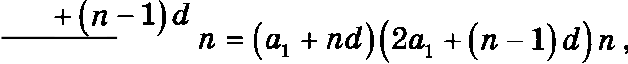 + (n − 1) d
n = (a₁ + nd)(2a₁ + (n − 1) d) n ,